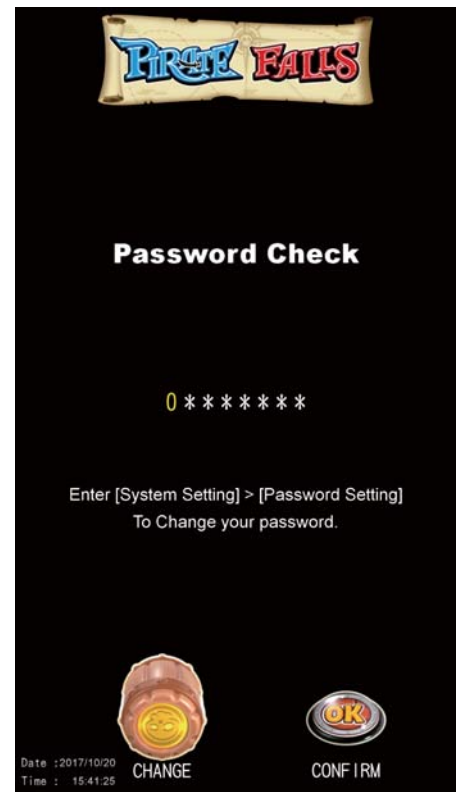 PIRATE FALLS
Password Check
0*******
Enter [System Setting] > [Password Setting]
To Change your password.
OK
Date :2017/10/20
Time : 15:41:25
CHANGE
CONFIRM